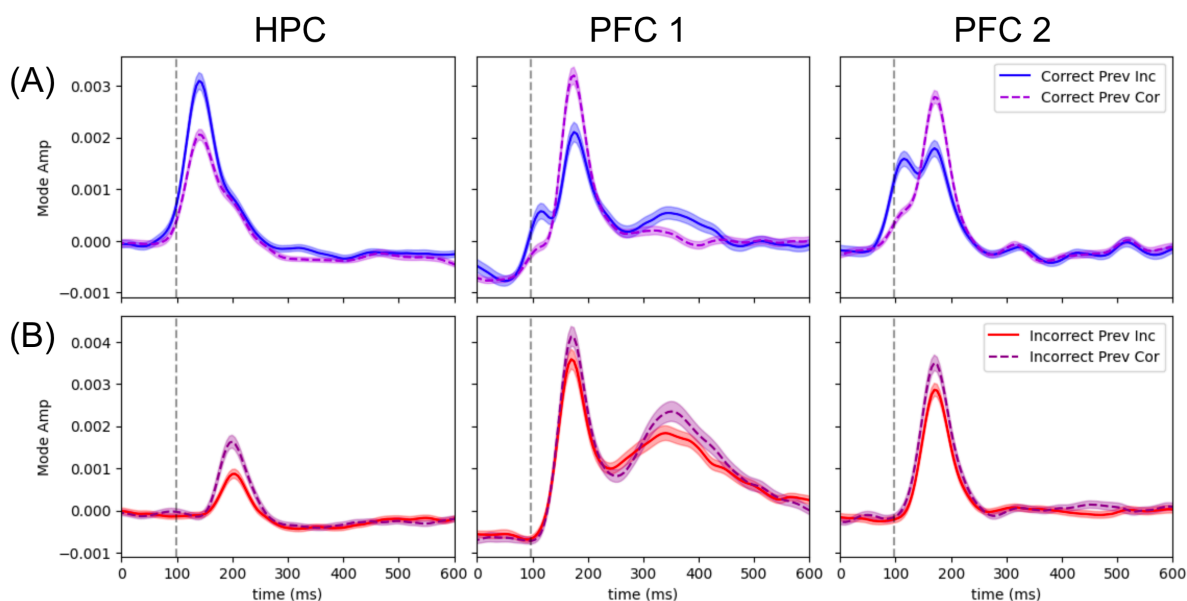 HPC PFC 1 PFC 2
(A)
Correct Prev Inc
Correct Prev Cor
0.003
0.002
0.001
0.000
−0.001
Mode Amp
(B)
Incorrect Prev Inc
Incorrect Prev Cor
0.004
0.003
0.002
0.001
0.000
−0.001
Mode Amp
0 100 200 300 400 500 600 0 100 200 300 400 500 600 0 100 200 300 400 500 600
time (ms) time (ms) time (ms)